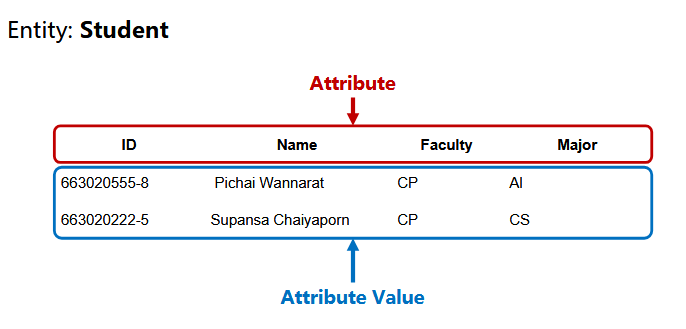 Entity: Student
Attribute
ID Name Faculty Major
663020555-8 Pichai Wannarat CP AI
663020222-5 Supansa Chaiyaporn CP CS
Attribute Value